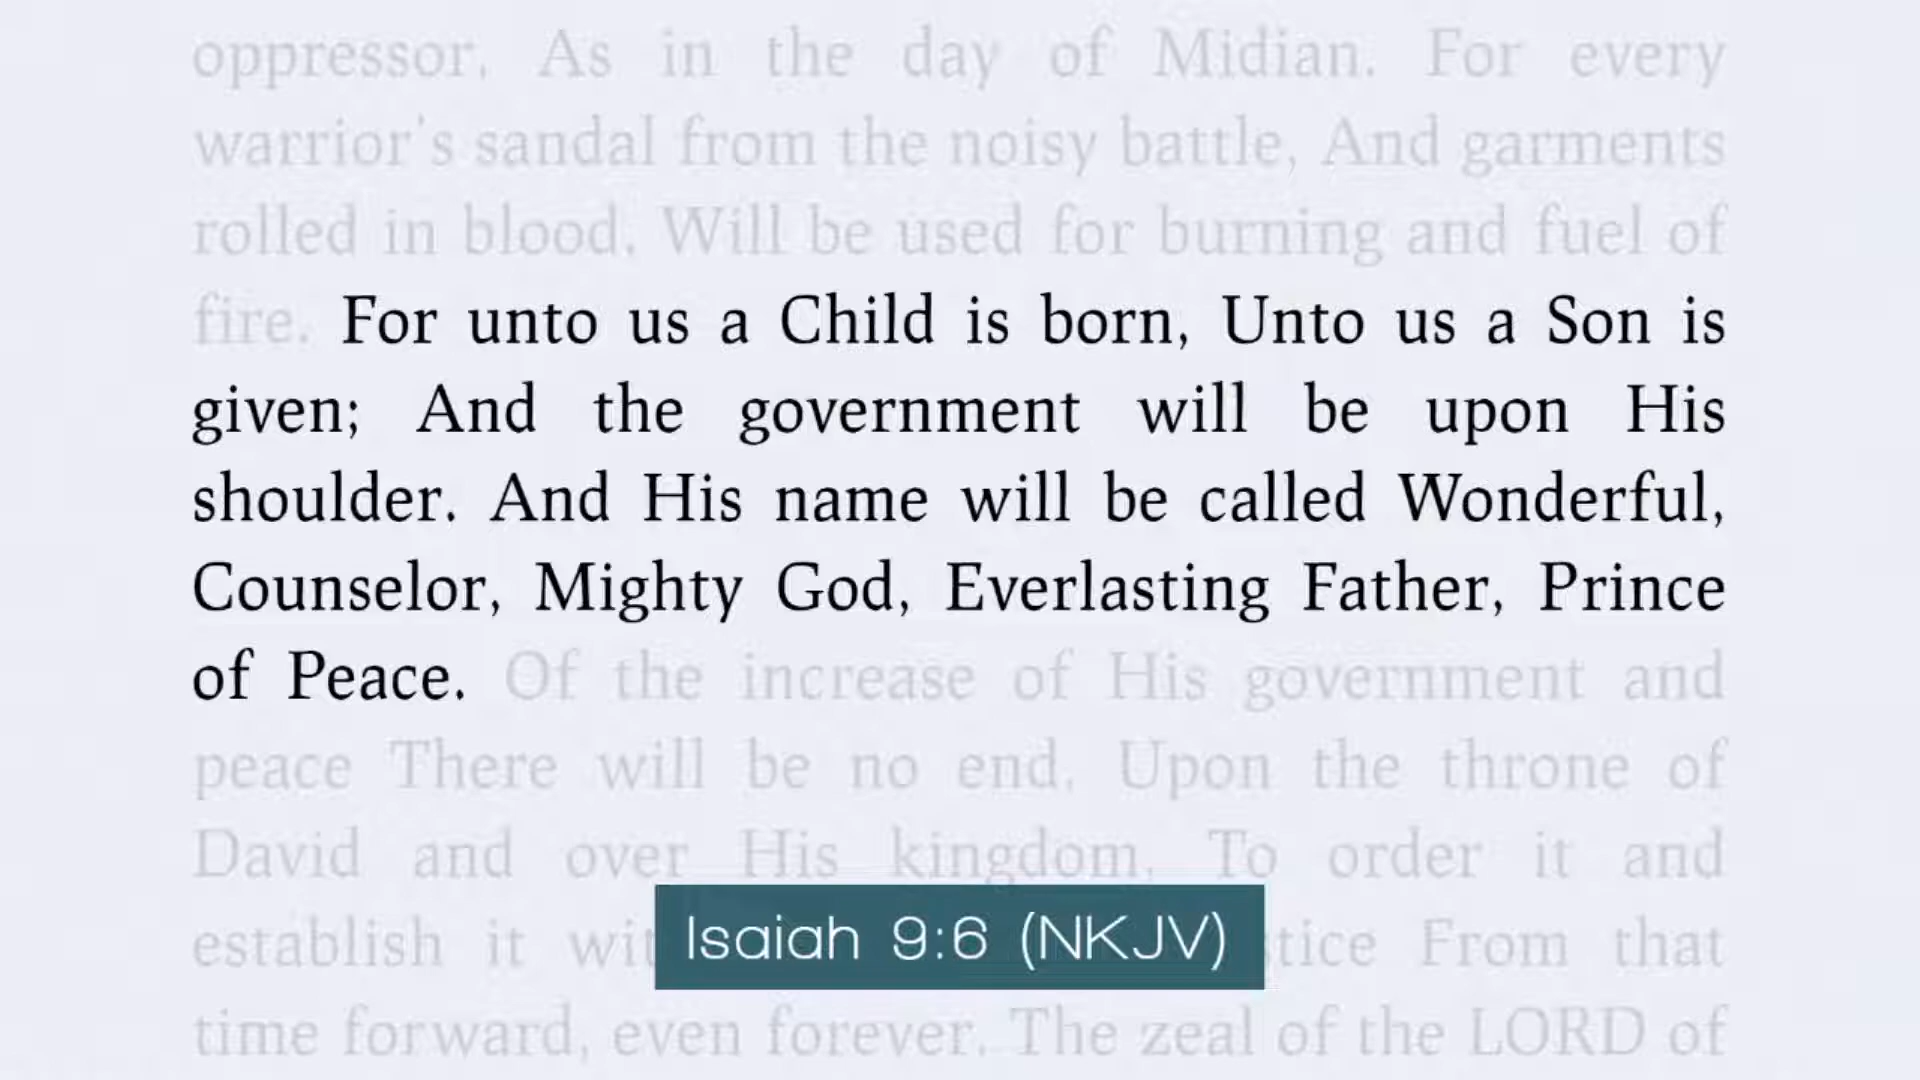 oppressor, As in the day of Midian. For every
warrior's sandal from the noisy battle, And garments
rolled in blood, Will be used for burning and fuel of
fire. For unto us a Child is born, Unto us a Son is
given; And the government will be upon His
shoulder. And His name will be called Wonderful,
Counselor, Mighty God, Everlasting Father, Prince
of Peace. Of the increase of His government and
peace There will be no end, Upon the throne of
David and over His kingdom, To order it and
establish it From that
Isaiah 9:6 (NKJV)
time forward, even forever. The zeal of the LORD of